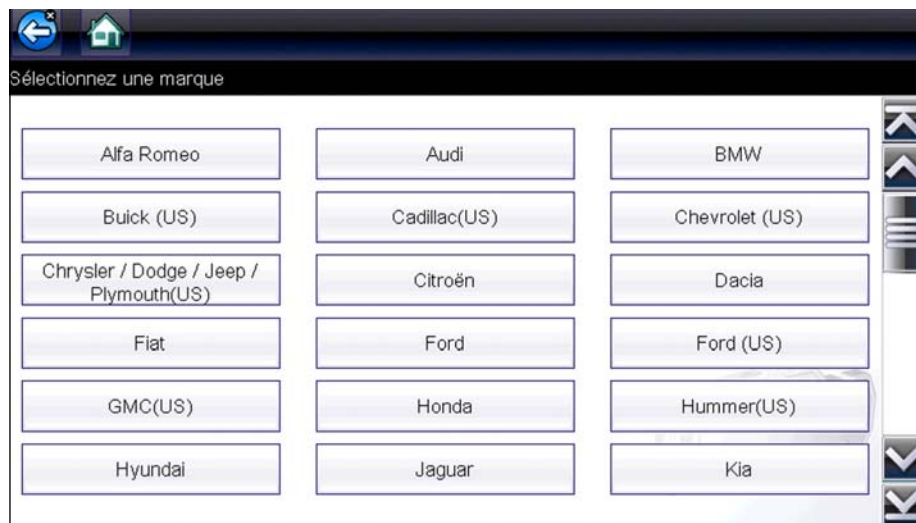 Sélectionnez une marque
Alfa Romeo
Audi
BMW
Buick (US)
Cadillac(US)
Chevrolet (US)
Chrysler / Dodge / Jeep /
Plymouth(US)
Citroën
Dacia
Fiat
Ford
Ford (US)
GMC(US)
Honda
Hummer(US)
Hyundai
Jaguar
Kia